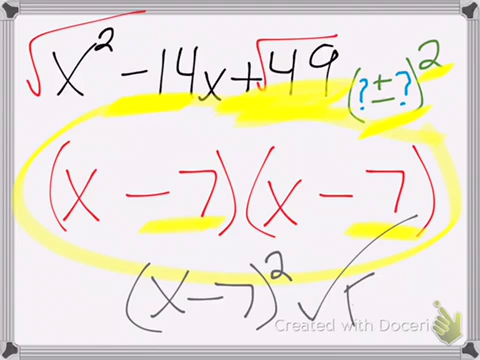 √x² - 14x + √49 (? ± ?)²
(x - 7)(x - 7)
(x - 7)² √
Created with Doceri